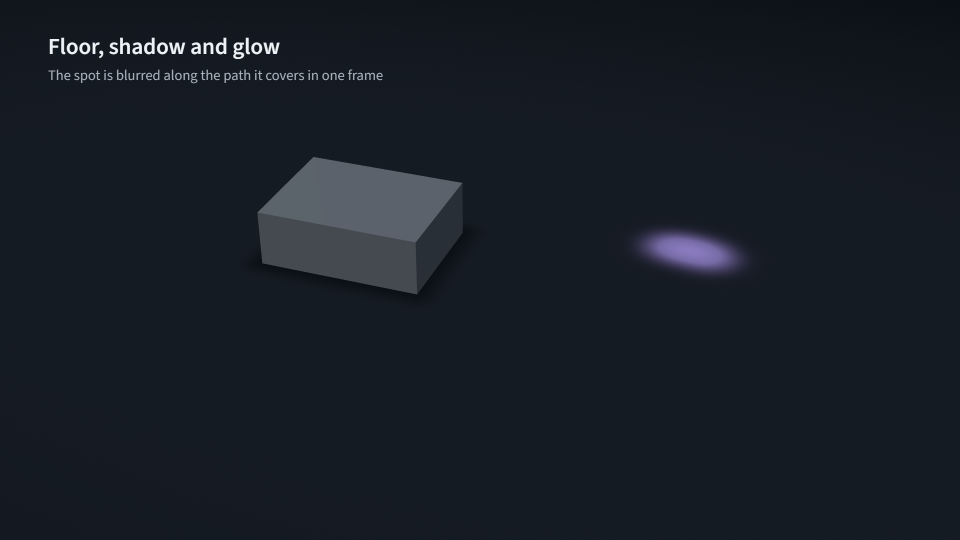 Floor, shadow and glow
The spot is blurred along the path it covers in one frame